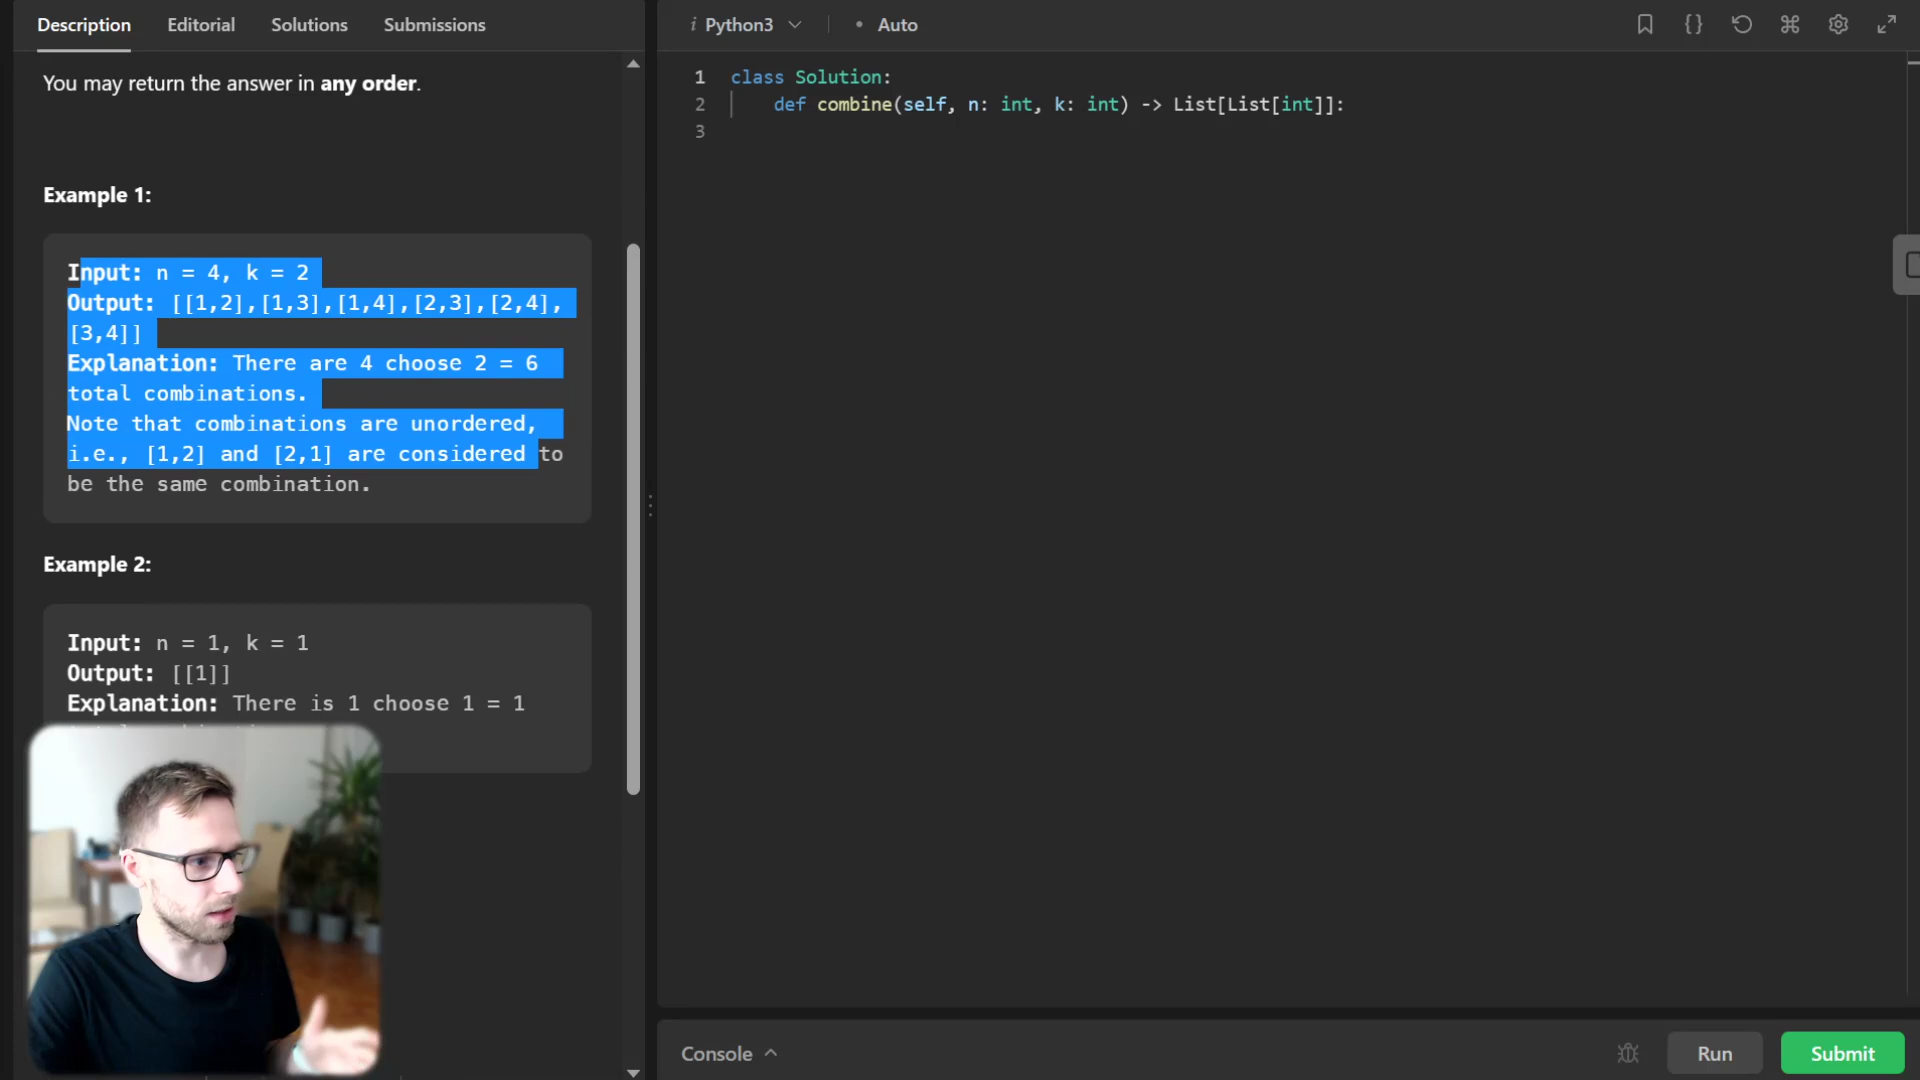 Description Editorial Solutions Submissions
You may return the answer in any order.
Example 1:
Input: n = 4, k = 2
Output: [[1,2],[1,3],[1,4],[2,3],[2,4],
[3,4]]
Explanation: There are 4 choose 2 = 6
total combinations.
Note that combinations are unordered,
i.e., [1,2] and [2,1] are considered to
be the same combination.
Example 2:
Input: n = 1, k = 1
Output: [[1]]
Explanation: There is 1 choose 1 = 1
i Python3 • Auto
1 class Solution:
2 def combine(self, n: int, k: int) -> List[List[int]]:
3
Console Run Submit